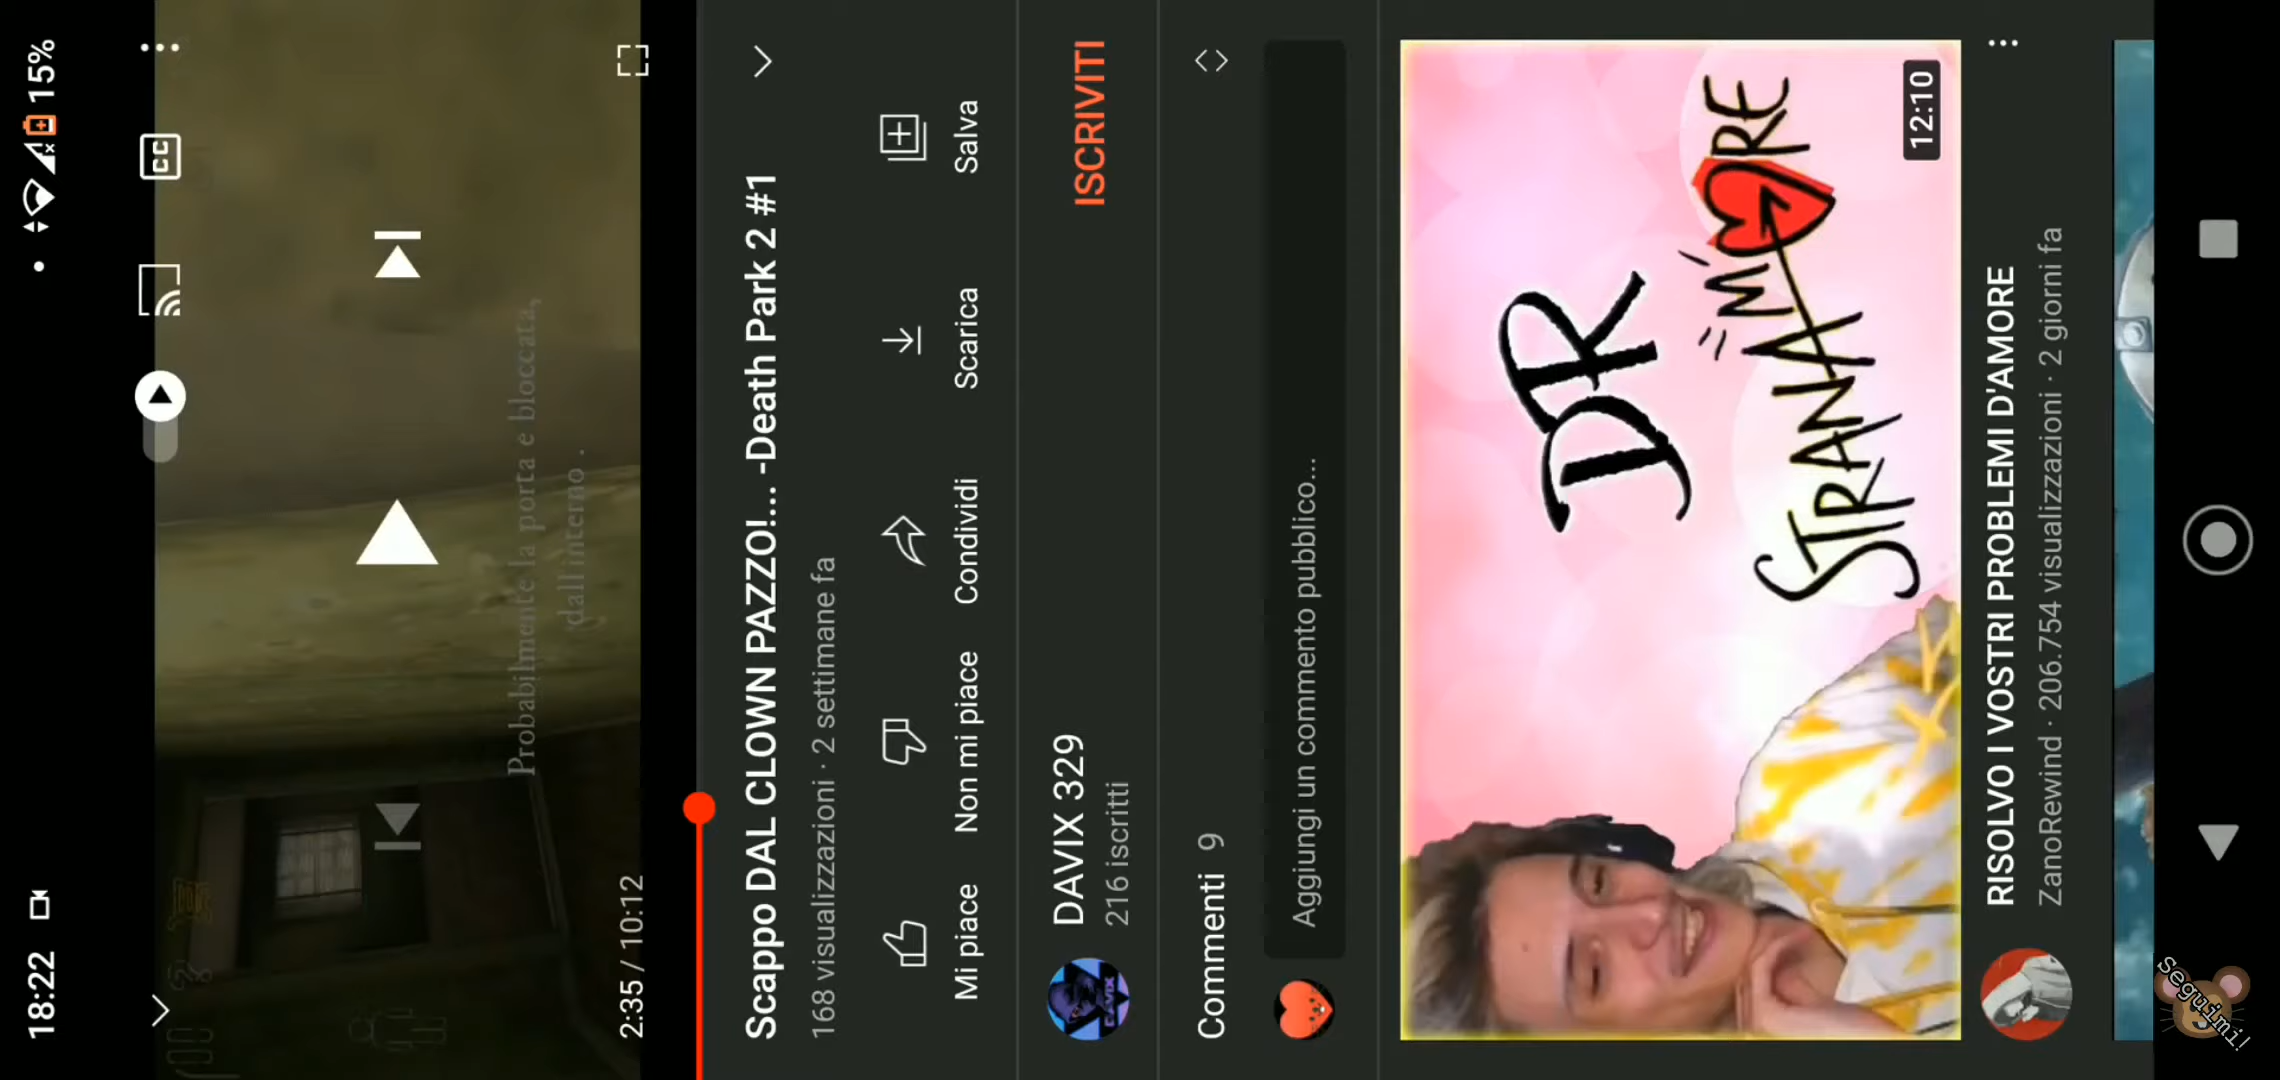 18:22
15%
CC
Probabilmente la porta e bloccata,
dall'interno .
100
2:35 / 10:12
Scappo DAL CLOWN PAZZO!... -Death Park 2 #1
168 visualizzazioni · 2 settimane fa
Mi piace
Non mi piace
Condividi
Scarica
Salva
DAVIX 329
216 iscritti
ISCRIVITI
Commenti 9
Aggiungi un commento pubblico...
DR
STRANAMORE
12:10
RISOLVO I VOSTRI PROBLEMI D'AMORE
ZanoRewind · 206.754 visualizzazioni · 2 giorni fa
Seguimi!